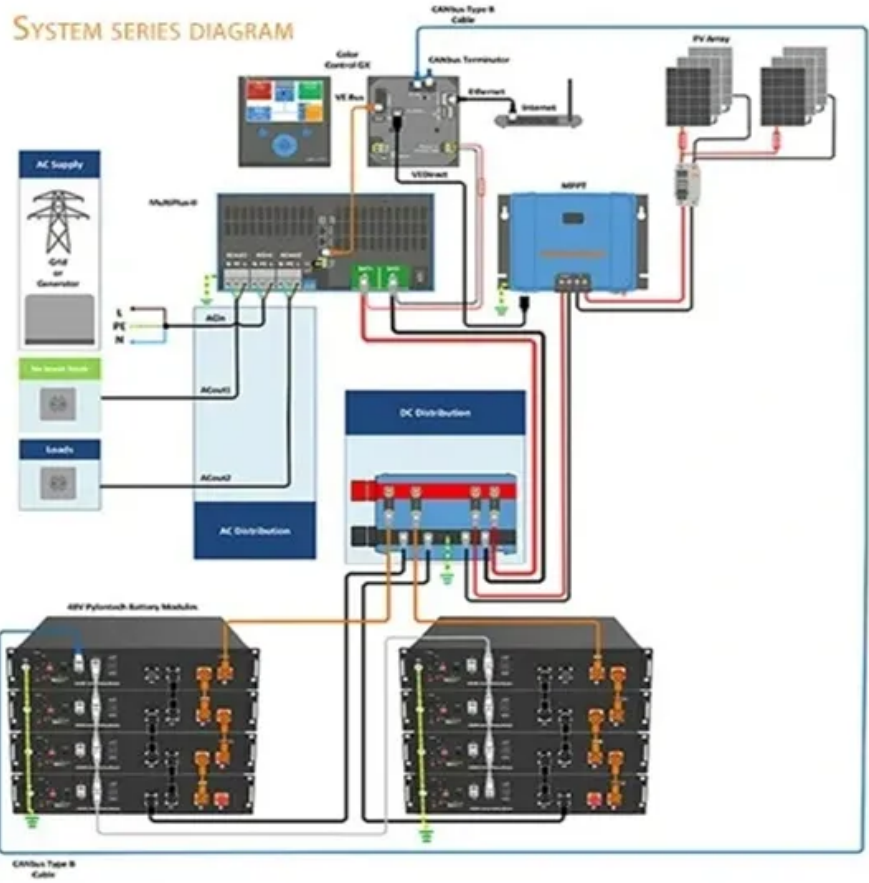 SYSTEM SERIES DIAGRAM
CANbus Type B
Cable
Color
Control GX
CANbus Terminator
PV Array
VE Bus
Ethernet
Internet
AC Supply
VE Direct
MPPT
MultiPlus-II
Grid
or
Generator
L
PE
N
ACin
ACout1
Loads
DC Distribution
ACout2
AC Distribution
48V Pylontech Battery Modules
CANbus Type B
Cable